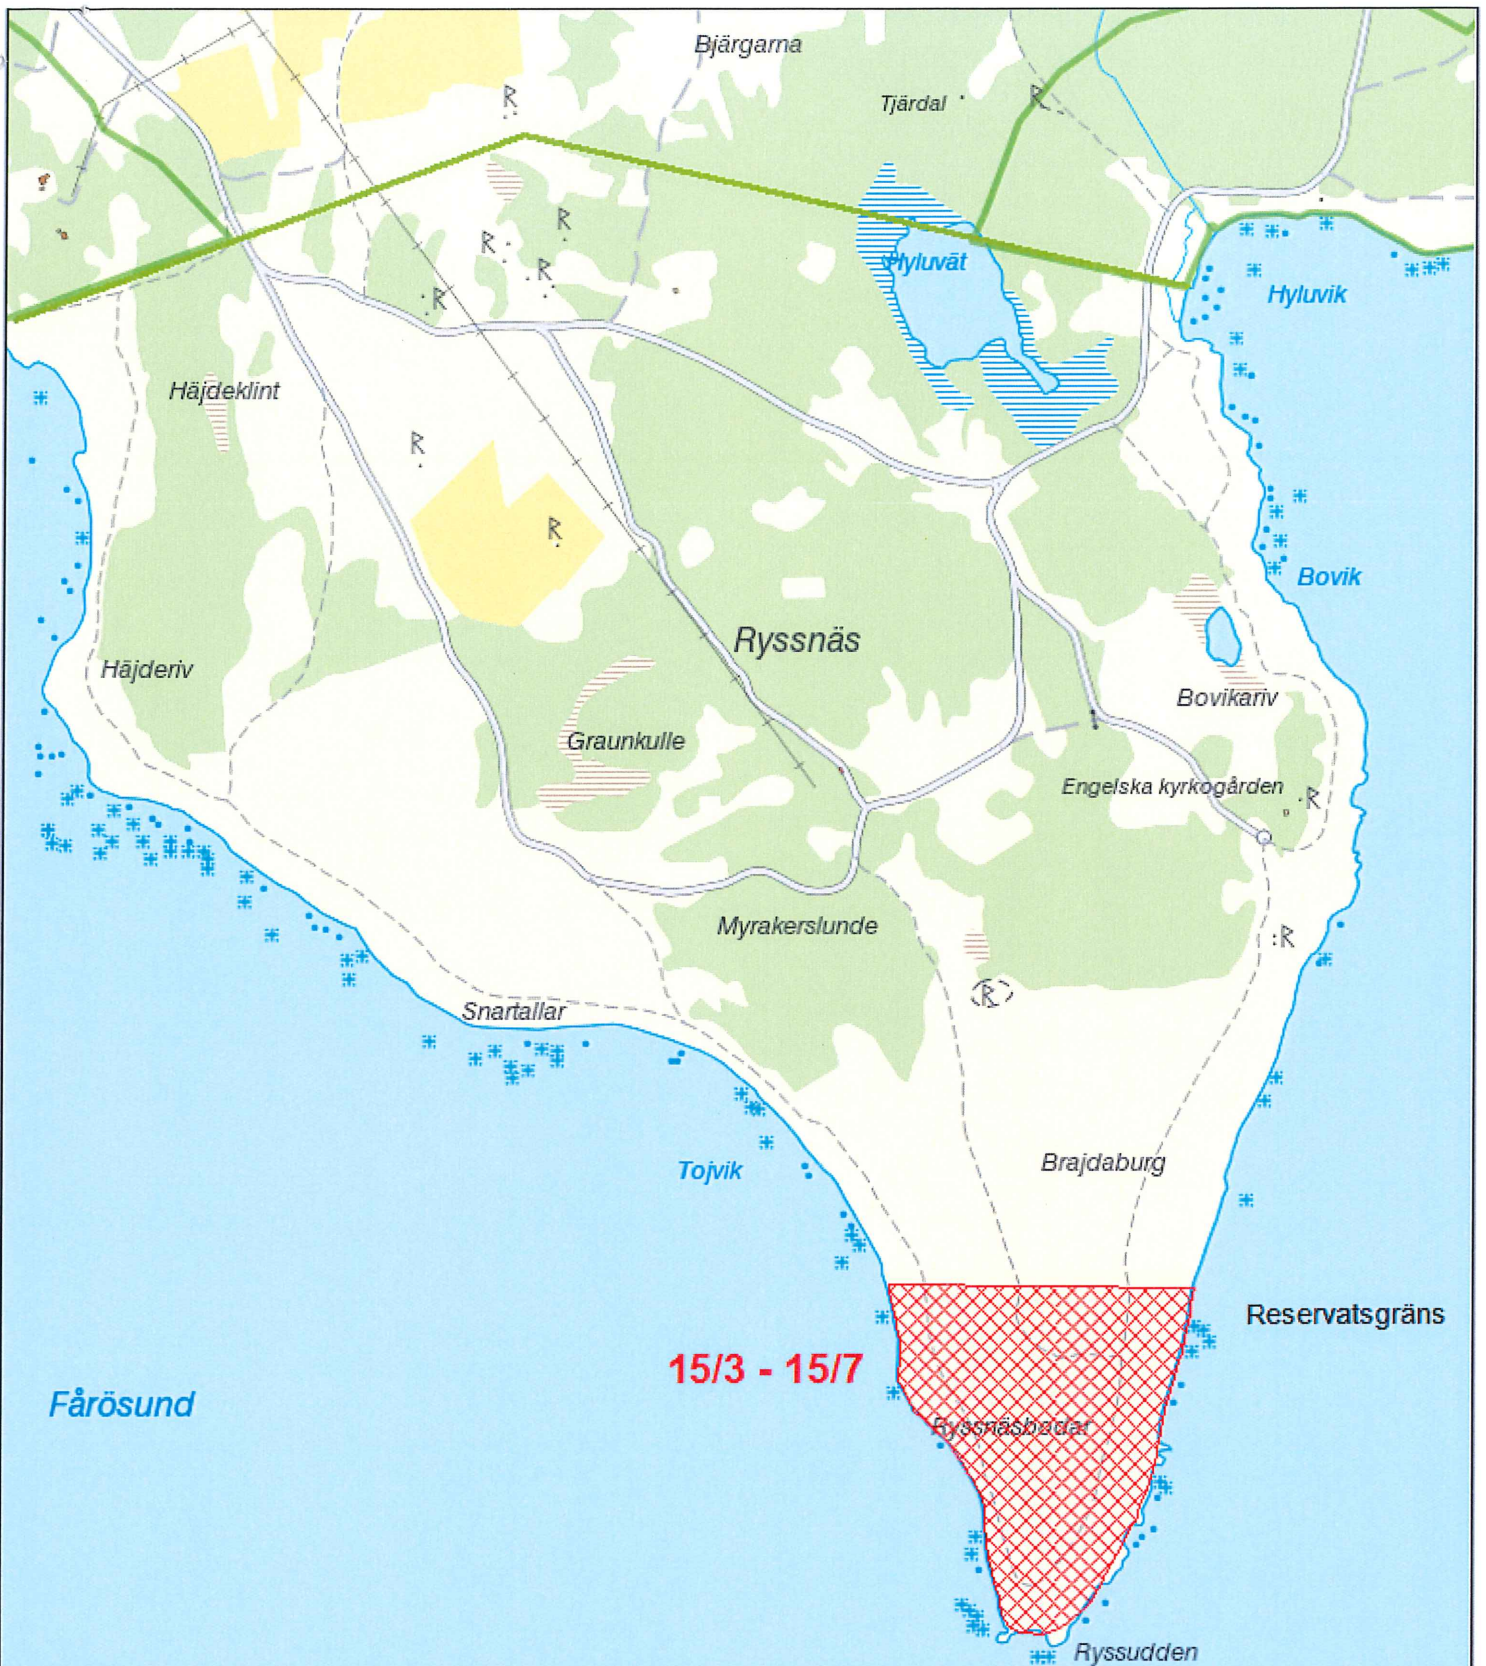 Bjärgarna
Tjärdal
R
R
R
R
R
R
Hyluvät
Hyluvik
Häjdeklint
R
R
Bovik
Ryssnäs
Häjderiv
Bovikariv
Graunkulle
Engelska kyrkogården
R
Myrakerslunde
R
R
Snartallar
Tojvik
Brajdaburg
Reservatsgräns
15/3 - 15/7
Fårösund
Ryssnäsbodar
Ryssudden